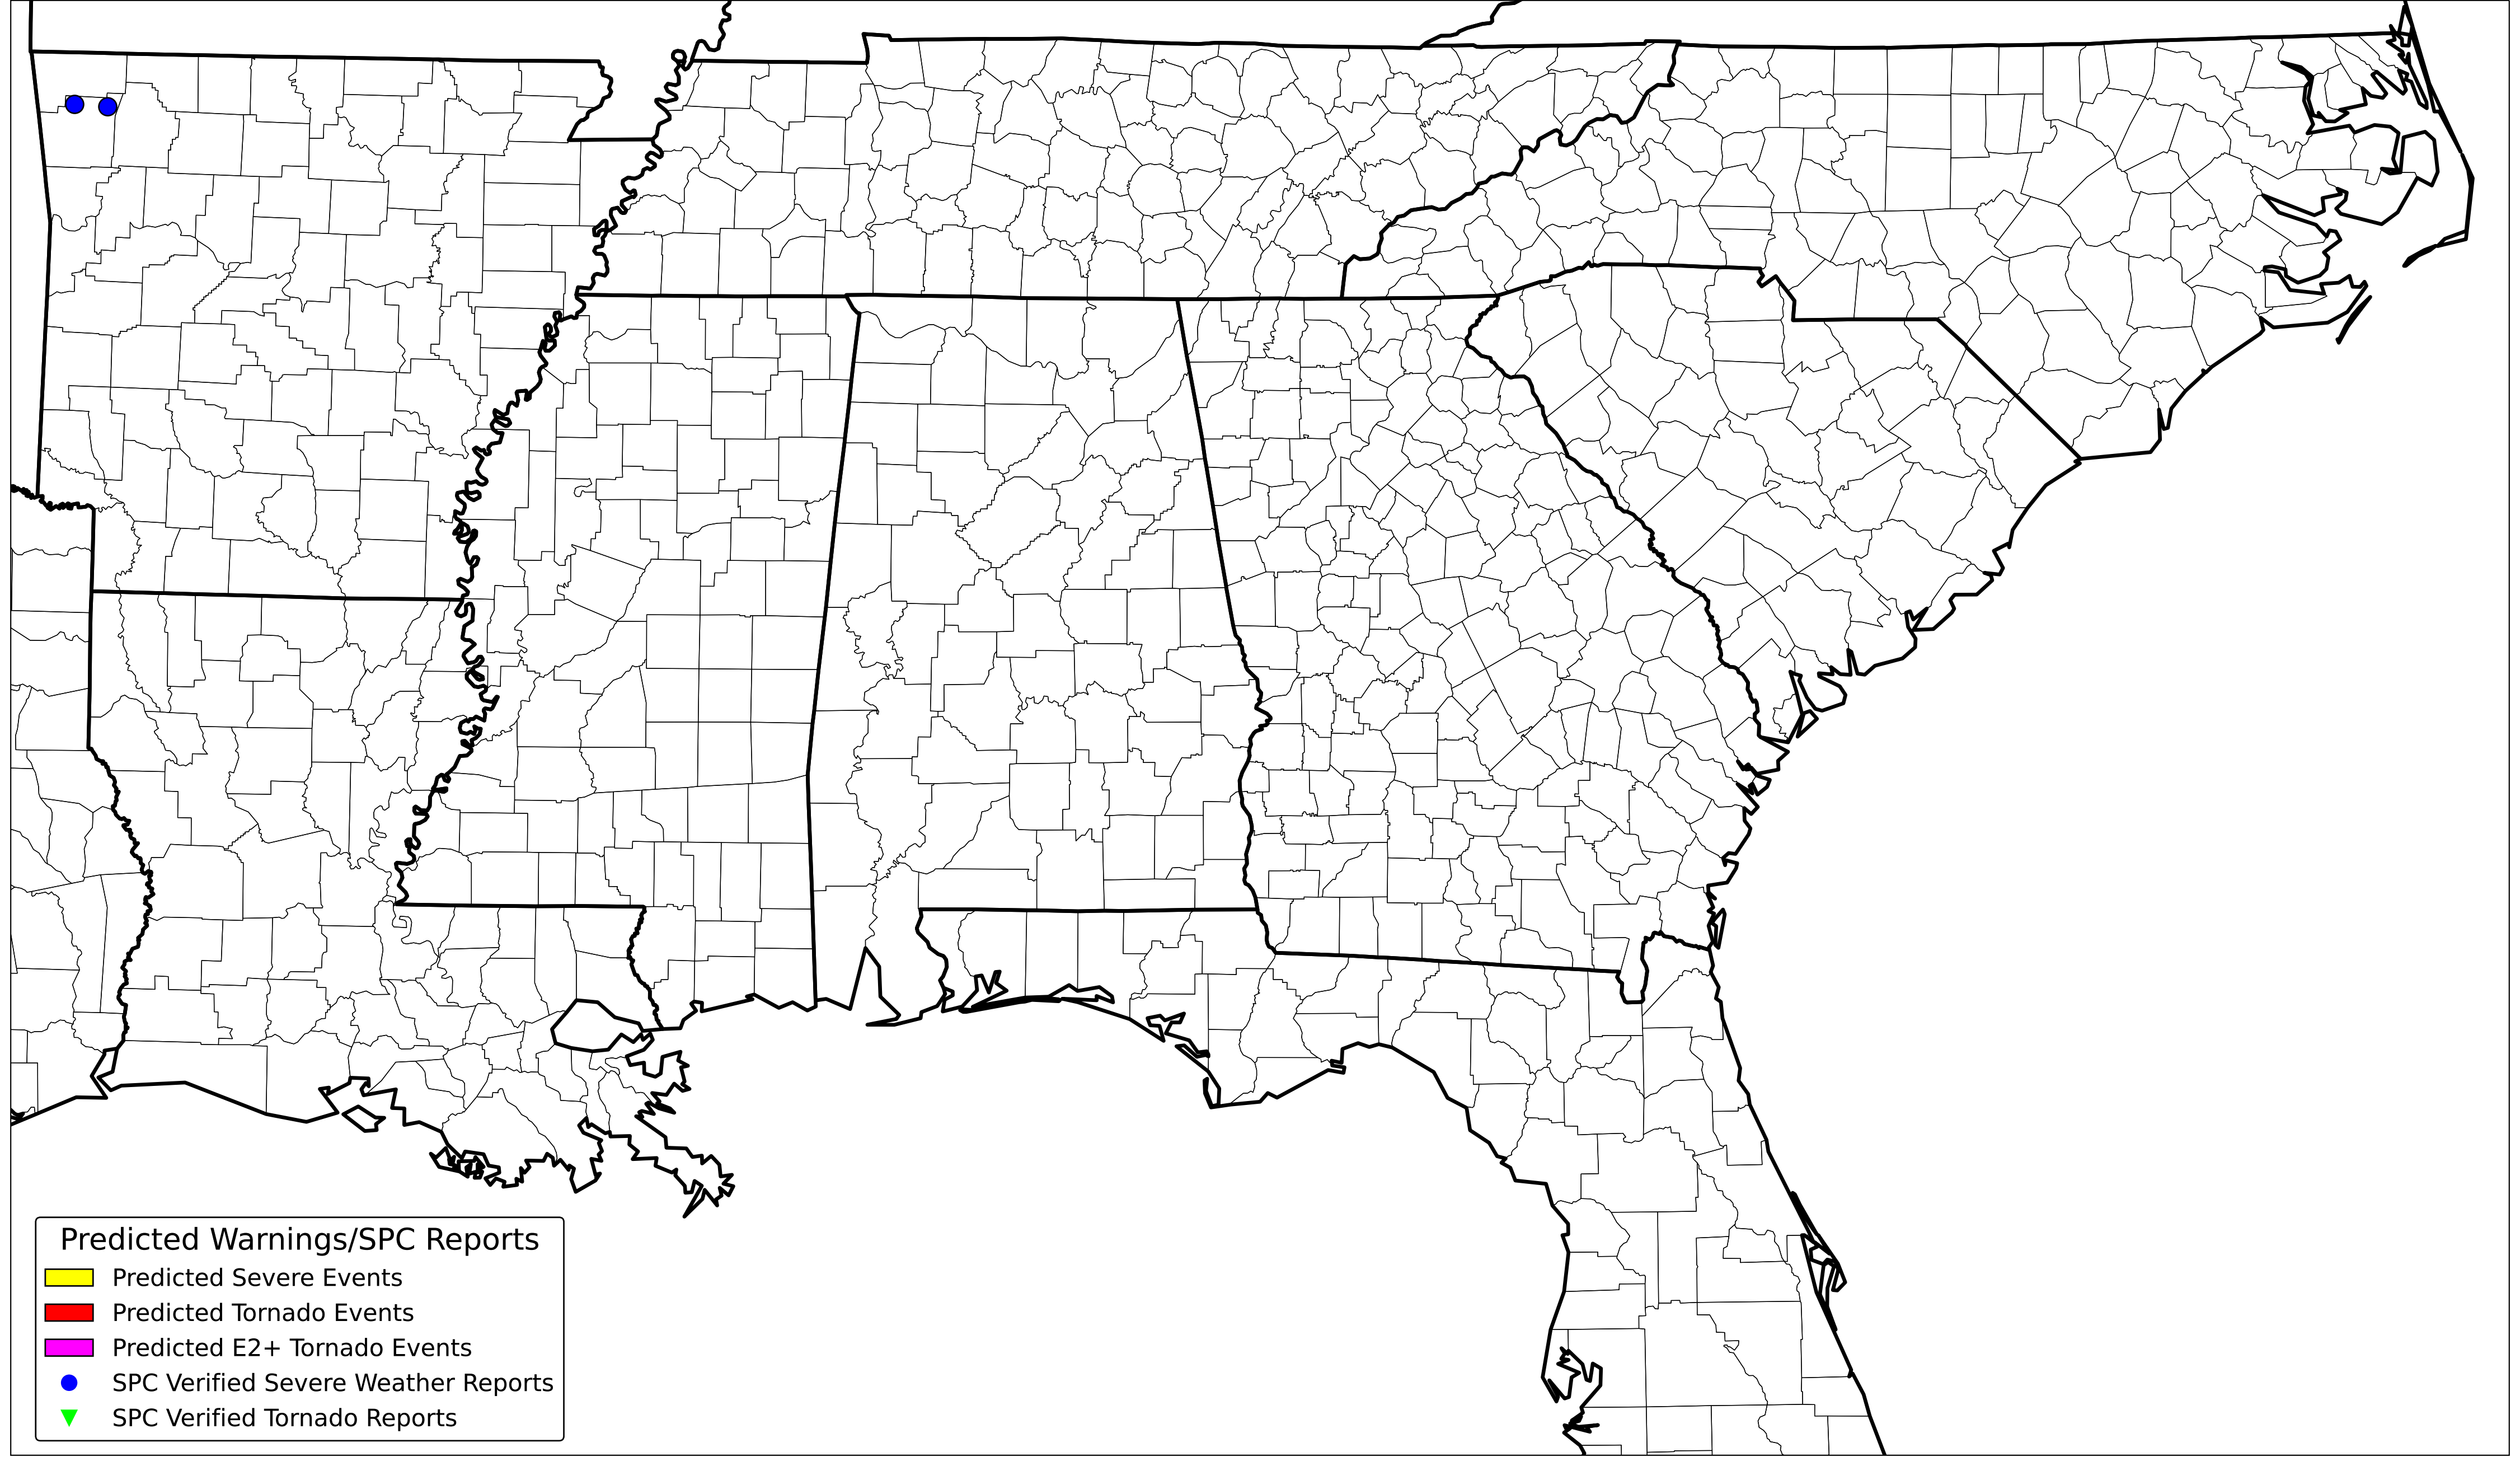 Predicted Warnings/SPC Reports
Predicted Severe Events
Predicted Tornado Events
Predicted E2+ Tornado Events
SPC Verified Severe Weather Reports
SPC Verified Tornado Reports